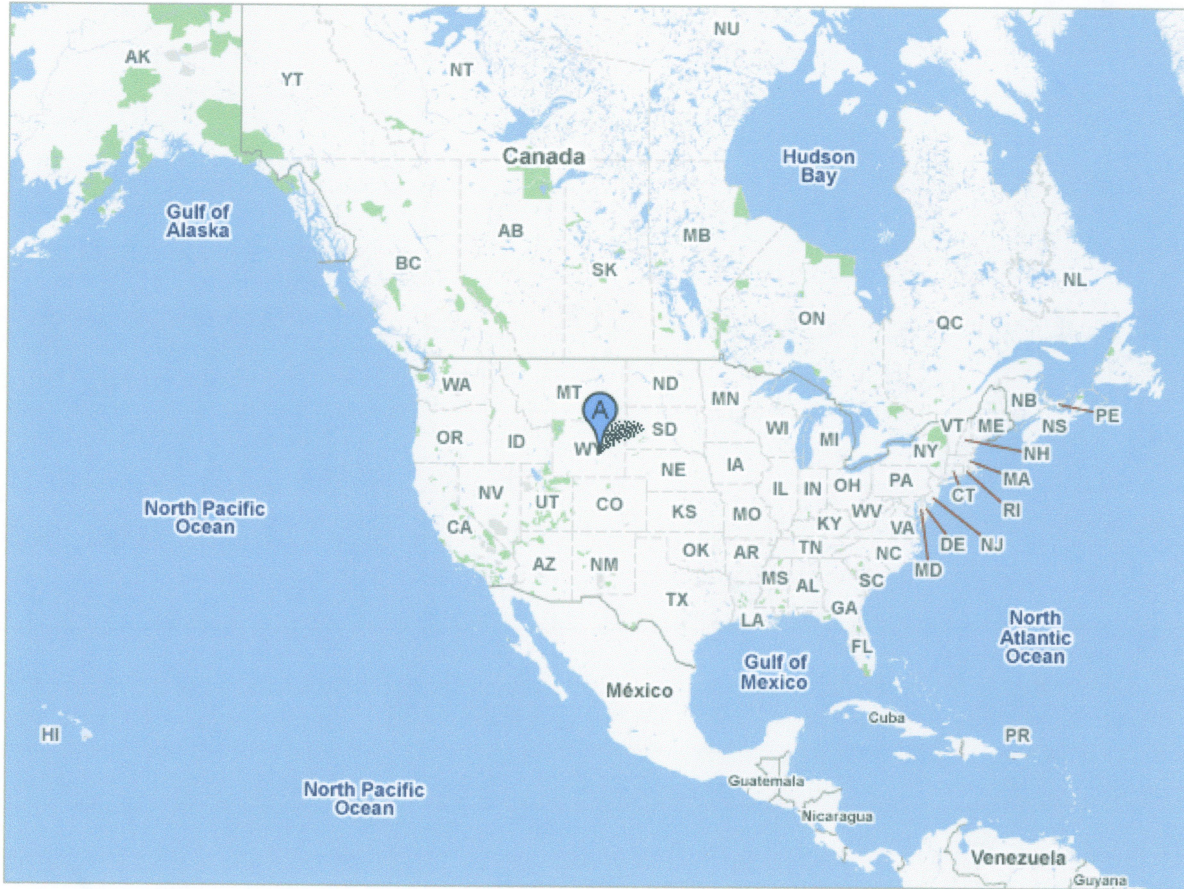 NU
AK
NT
YT
Canada
Hudson
Bay
Gulf of
Alaska
AB
MB
BC
SK
NL
ON
QC
WA
MT
ND
MN
NB
PE
A
OR
ID
WY
SD
WI
MI
VT
ME
NS
NY
NH
NE
IA
PA
MA
NV
UT
CO
IL
IN
OH
CT
RI
North Pacific
Ocean
CA
KS
MO
KY
WV
VA
DE
NJ
AZ
NM
OK
AR
TN
NC
MD
MS
AL
SC
TX
GA
LA
FL
North
Atlantic
Ocean
Gulf of
Mexico
México
Cuba
HI
PR
Guatemala
North Pacific
Ocean
Nicaragua
Venezuela
Guyana